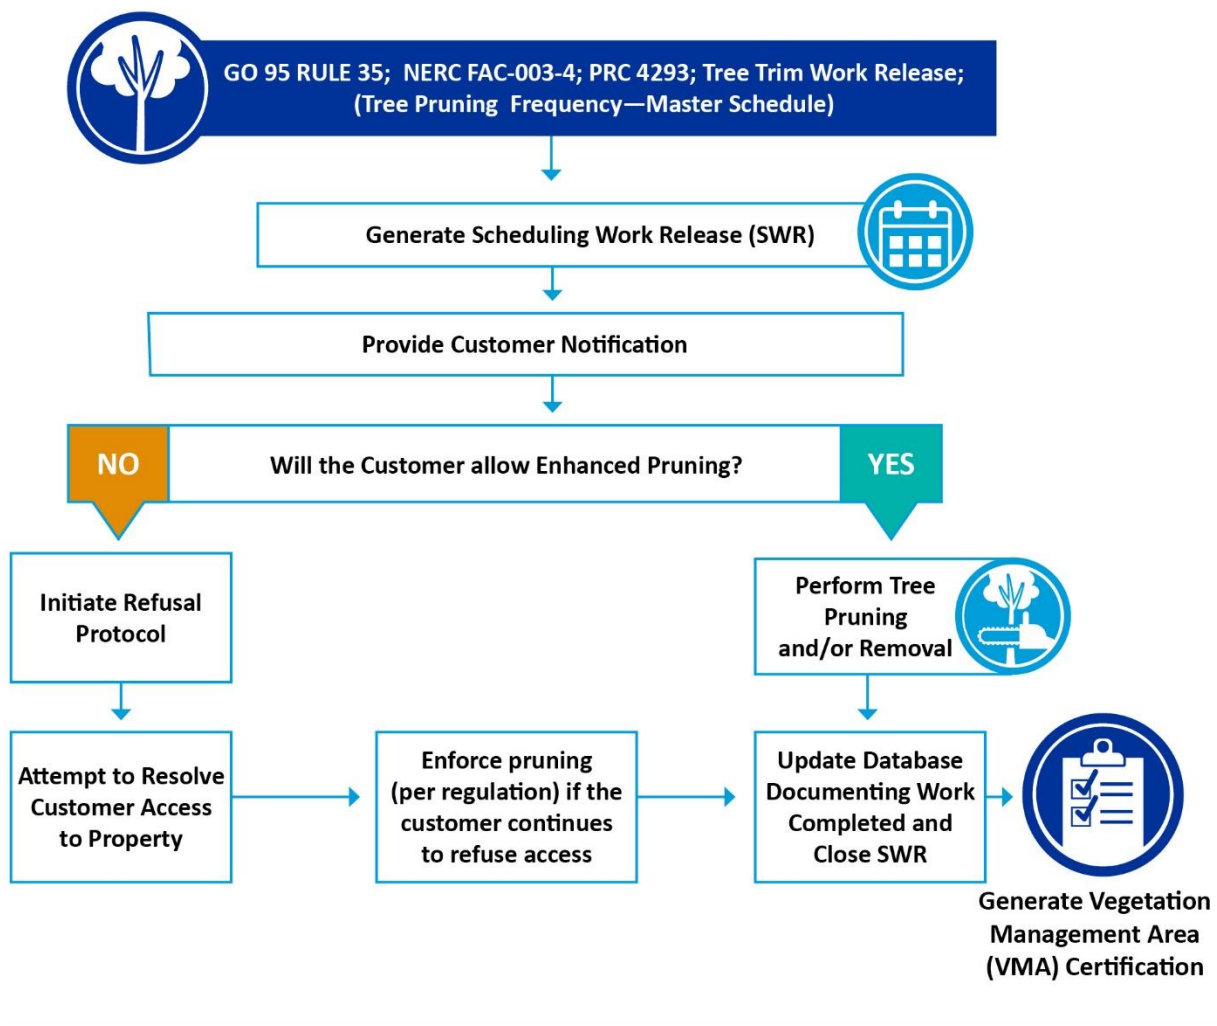 GO 95 RULE 35; NERC FAC-003-4; PRC 4293; Tree Trim Work Release;
(Tree Pruning Frequency—Master Schedule)
Generate Scheduling Work Release (SWR)
Provide Customer Notification
NO
Will the Customer allow Enhanced Pruning?
YES
Initiate Refusal
Protocol
Perform Tree
Pruning
and/or Removal
Attempt to Resolve
Customer Access
to Property
Enforce pruning
(per regulation) if the
customer continues
to refuse access
Update Database
Documenting Work
Completed and
Close SWR
Generate Vegetation
Management Area
(VMA) Certification